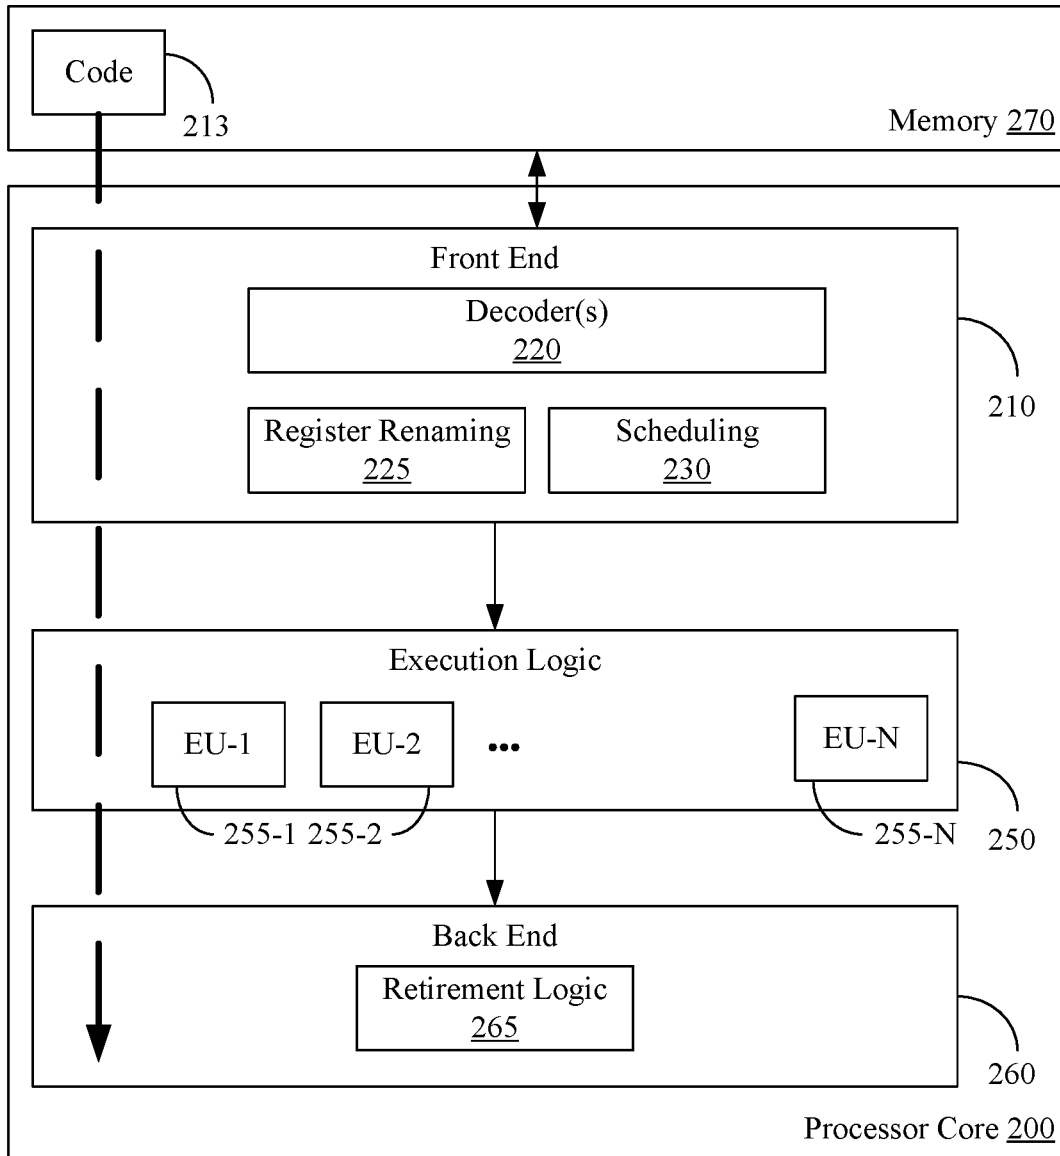 Code
213
Memory 270
Front End
Decoder(s)
220
210
Register Renaming
225
Scheduling
230
Execution Logic
EU-1
EU-2
...
EU-N
255-1
255-2
255-N
250
Back End
Retirement Logic
265
260
Processor Core 200